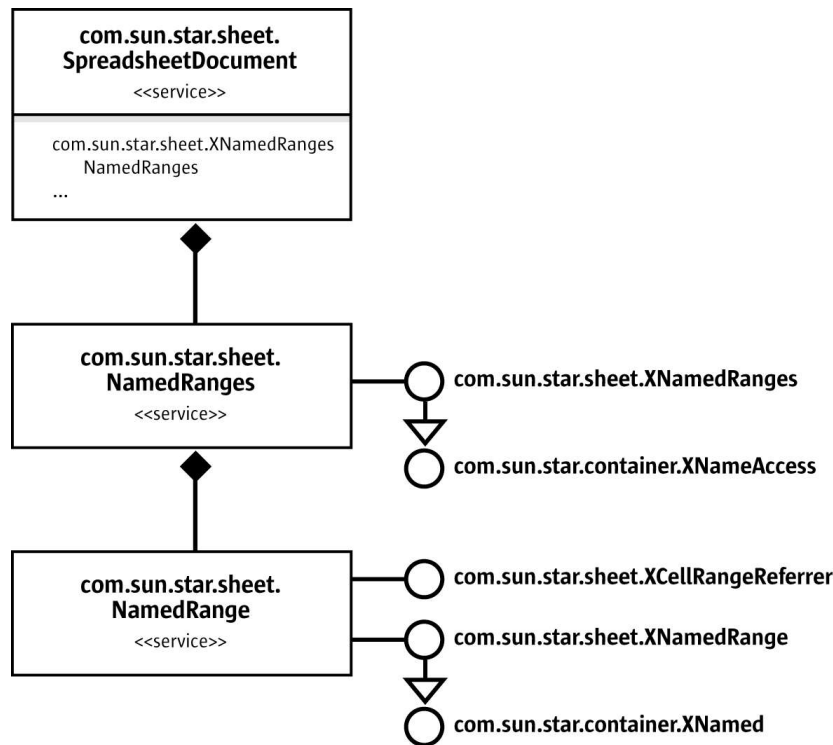 com.sun.star.sheet.
SpreadsheetDocument
<<service>>
com.sun.star.sheet.XNamedRanges
NamedRanges
...
com.sun.star.sheet.
NamedRanges
<<service>>
com.sun.star.sheet.XNamedRanges
com.sun.star.container.XNameAccess
com.sun.star.sheet.
NamedRange
<<service>>
com.sun.star.sheet.XCellRangeReferrer
com.sun.star.sheet.XNamedRange
com.sun.star.container.XNamed